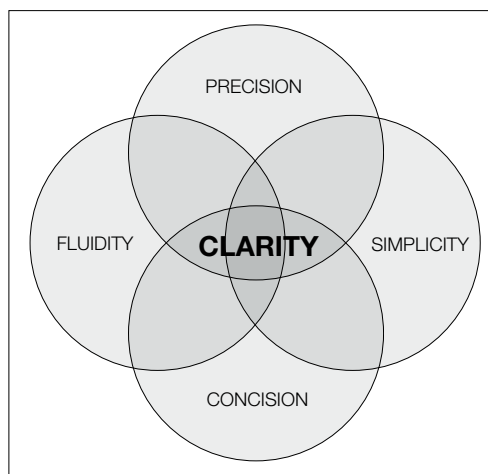 PRECISION
FLUIDITY
CLARITY
SIMPLICITY
CONCISION